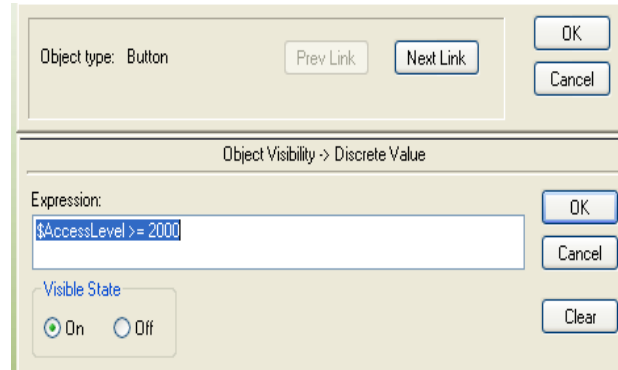 OK
Object type: Button Prev Link Next Link
Cancel
Object Visibility -> Discrete Value
Expression:
$AccessLevel >= 2000
OK
Cancel
Visible State
On Off
Clear